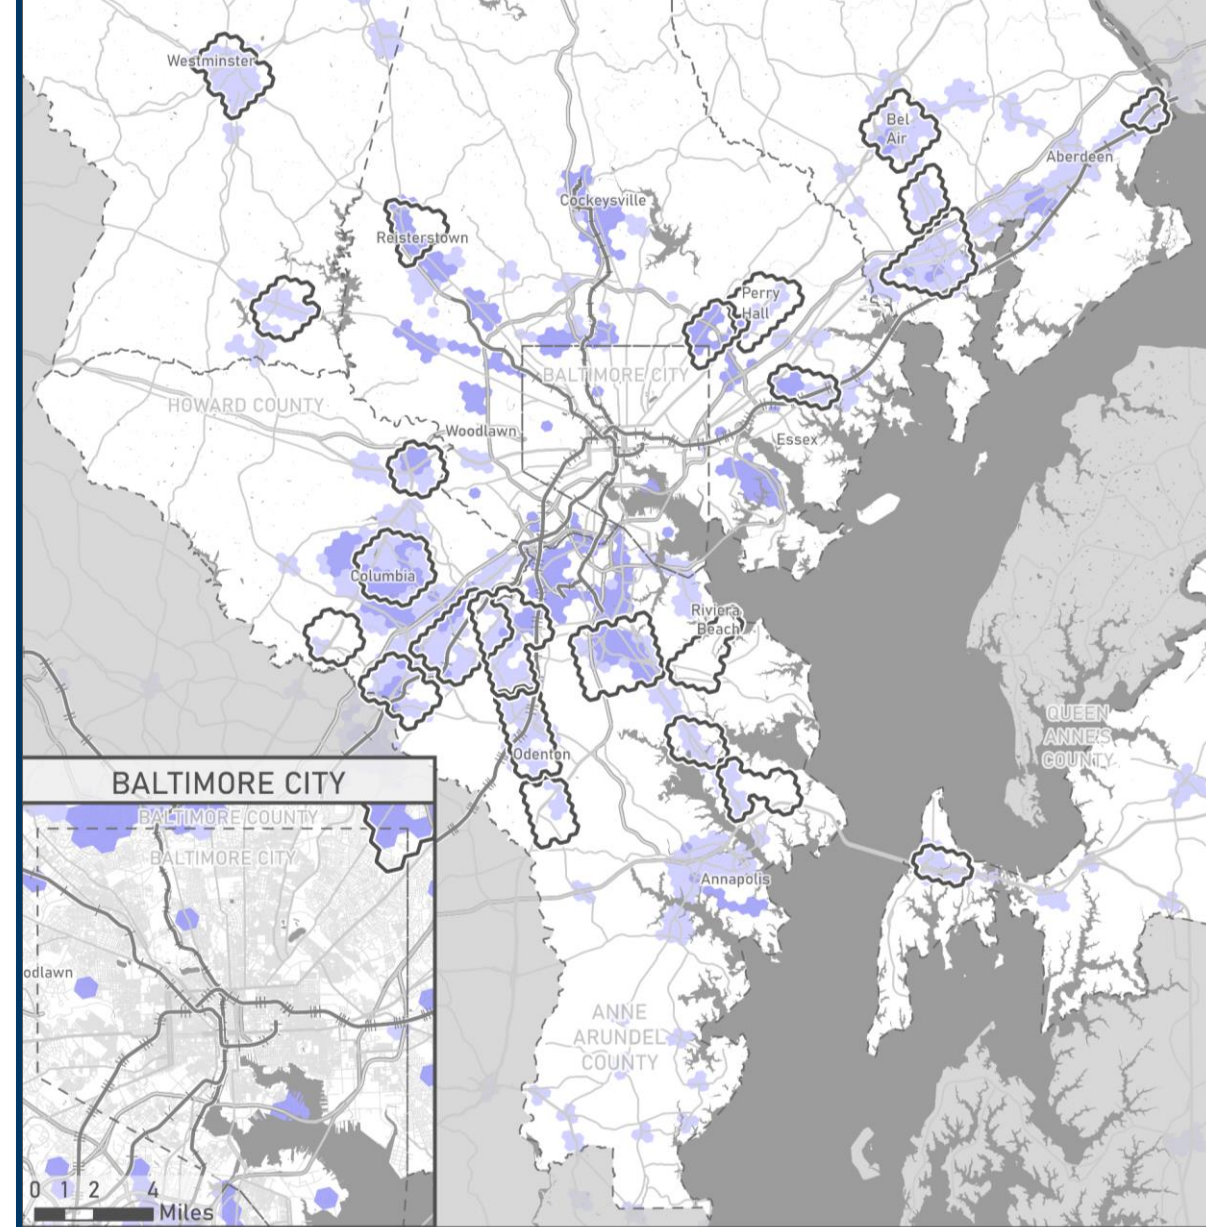 Westminster
Bel
Air
Aberdeen
Cockeysville
Reisterstown
Perry
Hall
BALTIMORE CITY
HOWARD COUNTY
Woodlawn
Essex
Columbia
Riviera
Beach
QUEEN
ANNE'S
COUNTY
Odenton
BALTIMORE CITY
BALTIMORE COUNTY
BALTIMORE CITY
Annapolis
odlawn
ANNE
ARUNDEL
COUNTY
0 1 2 4
Miles